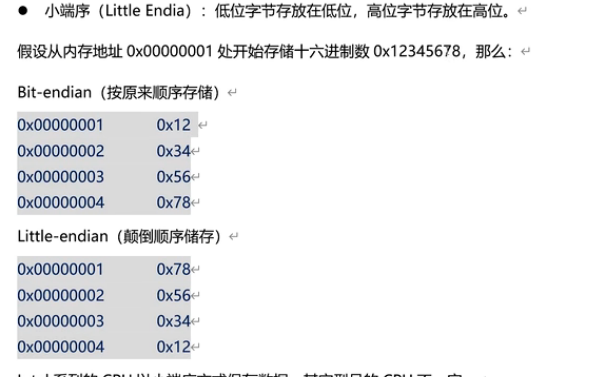 ● 小端序（Little Endia）：低位字节存放在低位，高位字节存放在高位。
假设从内存地址 0x00000001 处开始存储十六进制数 0x12345678，那么：
Bit-endian（按原来顺序存储）
0x00000001 0x12
0x00000002 0x34
0x00000003 0x56
0x00000004 0x78
Little-endian（颠倒顺序储存）
0x00000001 0x78
0x00000002 0x56
0x00000003 0x34
0x00000004 0x12